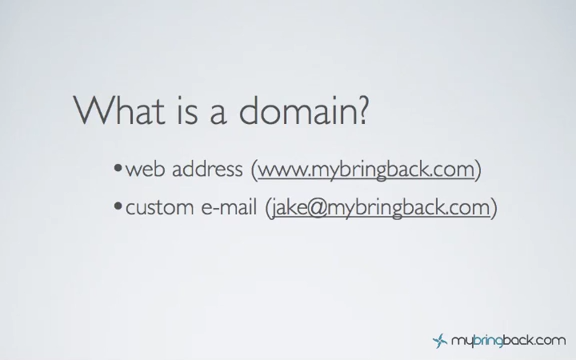 What is a domain?
•web address (www.mybringback.com)
•custom e-mail (jake@mybringback.com)
mybringback.com